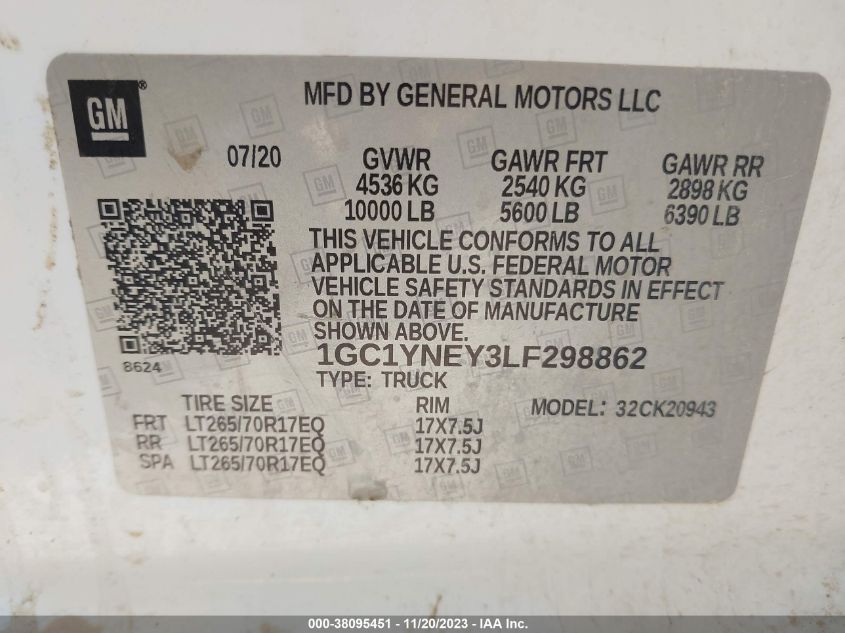 GM®
MFD BY GENERAL MOTORS LLC
07/20 GVWR GAWR FRT GAWR RR
4536 KG 2540 KG 2898 KG
10000 LB 5600 LB 6390 LB
THIS VEHICLE CONFORMS TO ALL
APPLICABLE U.S. FEDERAL MOTOR
VEHICLE SAFETY STANDARDS IN EFFECT
ON THE DATE OF MANUFACTURE
SHOWN ABOVE.
1GC1YNEY3LF298862
8624
TYPE: TRUCK
TIRE SIZE RIM MODEL: 32CK20943
FRT LT265/70R17EQ 17X7.5J
RR LT265/70R17EQ 17X7.5J
SPA LT265/70R17EQ 17X7.5J
000-38095451 - 11/20/2023 - IAA Inc.